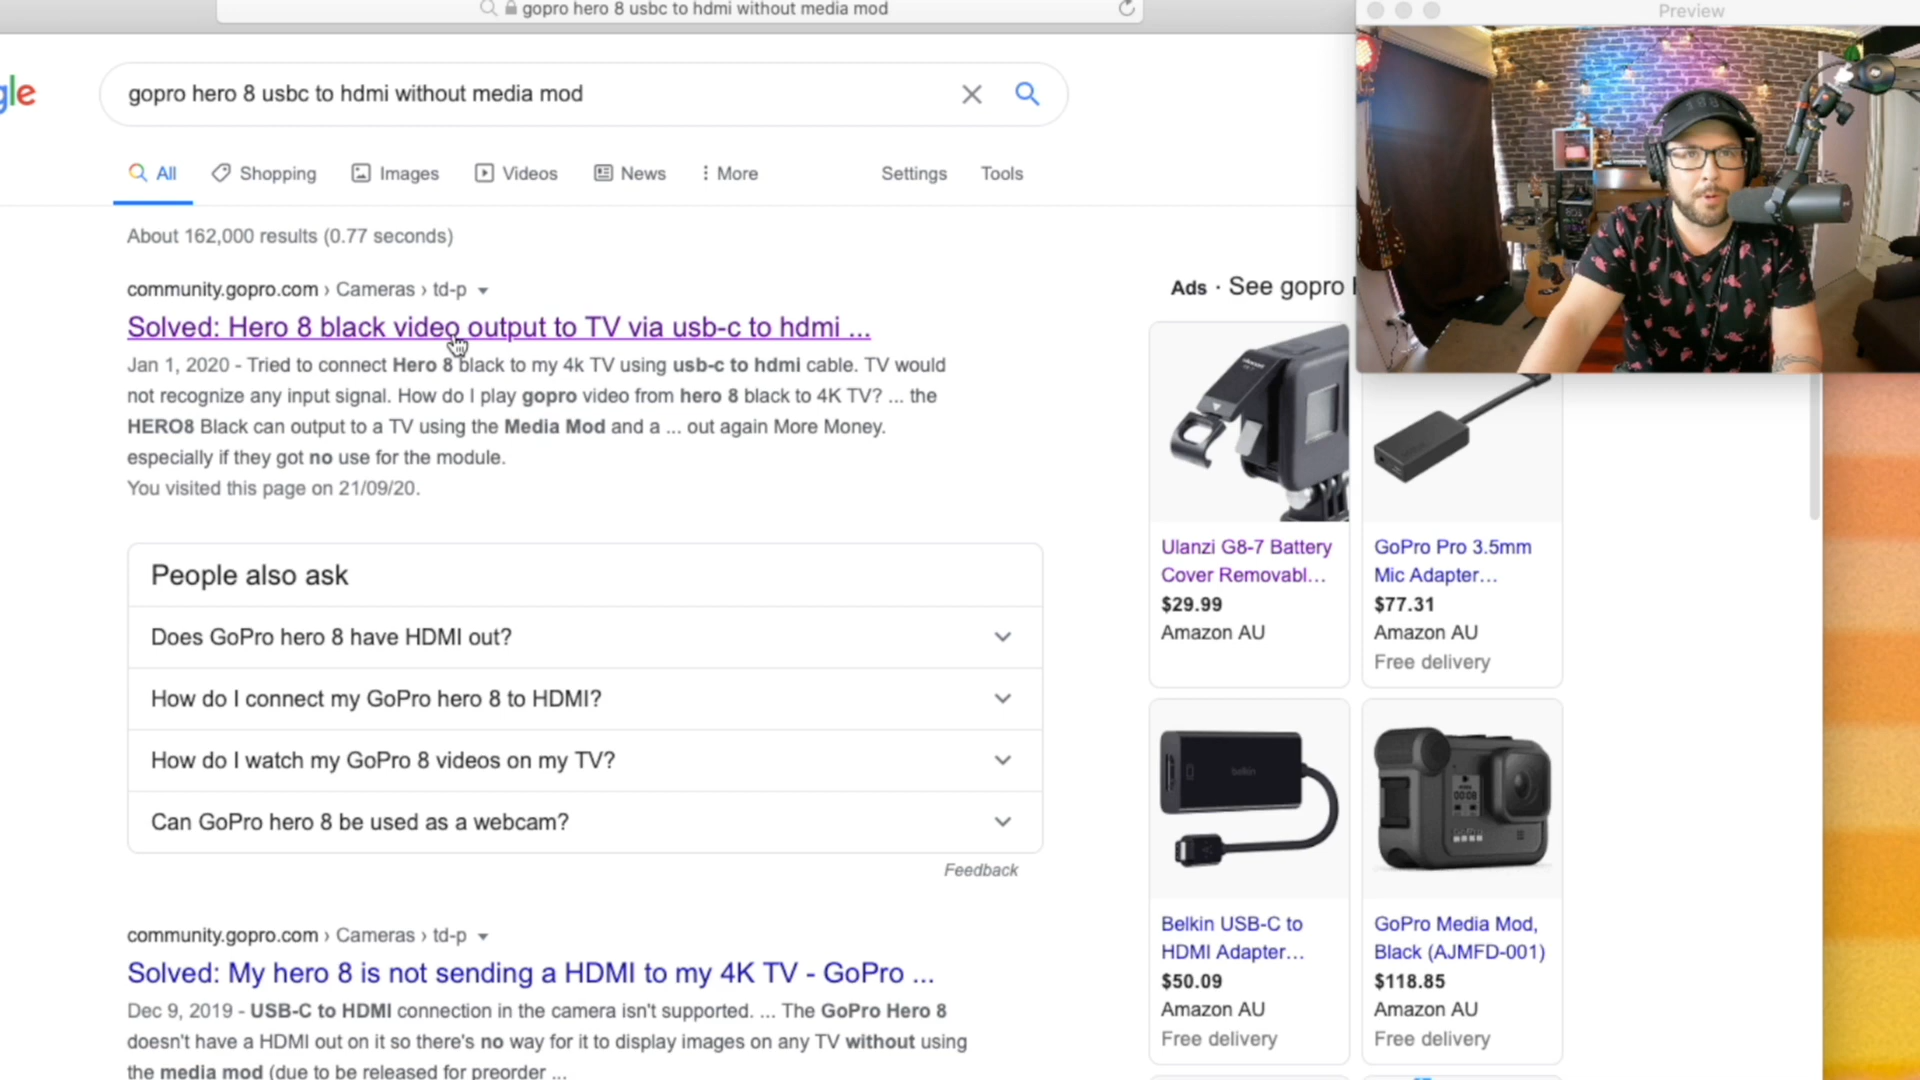 gopro hero 8 usbc to hdmi without media mod
Preview
gle
gopro hero 8 usbc to hdmi without media mod
All
Shopping
Images
Videos
News
More
Settings
Tools
About 162,000 results (0.77 seconds)
community.gopro.com › Cameras › td-p
Solved: Hero 8 black video output to TV via usb-c to hdmi ...
Jan 1, 2020 - Tried to connect Hero 8 black to my 4k TV using usb-c to hdmi cable. TV would
not recognize any input signal. How do I play gopro video from hero 8 black to 4K TV? ... the
HERO8 Black can output to a TV using the Media Mod and a ... out again More Money.
especially if they got no use for the module.
You visited this page on 21/09/20.
People also ask
Does GoPro hero 8 have HDMI out?
How do I connect my GoPro hero 8 to HDMI?
How do I watch my GoPro 8 videos on my TV?
Can GoPro hero 8 be used as a webcam?
Feedback
community.gopro.com › Cameras › td-p
Solved: My hero 8 is not sending a HDMI to my 4K TV - GoPro ...
Dec 9, 2019 - USB-C to HDMI connection in the camera isn't supported. ... The GoPro Hero 8
doesn't have a HDMI out on it so there's no way for it to display images on any TV without using
the media mod (due to be released for preorder ...
Ads · See gopro
Ulanzi G8-7 Battery
Cover Removabl...
$29.99
Amazon AU
GoPro Pro 3.5mm
Mic Adapter...
$77.31
Amazon AU
Free delivery
belkin
Belkin USB-C to
HDMI Adapter...
$50.09
Amazon AU
Free delivery
GoPro Media Mod,
Black (AJMFD-001)
$118.85
Amazon AU
Free delivery